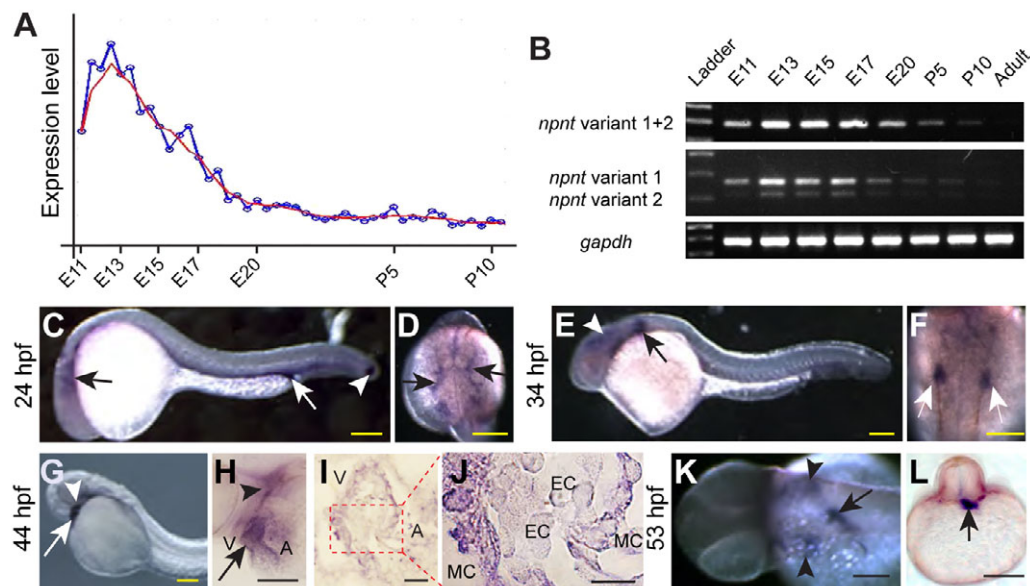 A
Expression level
E11
E13
E15
E17
E20
P5
P10
B
Ladder
E11
E13
E15
E17
E20
P5
P10
Adult
npnt variant 1+2
npnt variant 1
npnt variant 2
gapdh
24 hpf
C
D
34 hpf
E
F
44 hpf
G
H
V
A
I
V
A
J
EC
EC
MC
MC
53 hpf
K
L